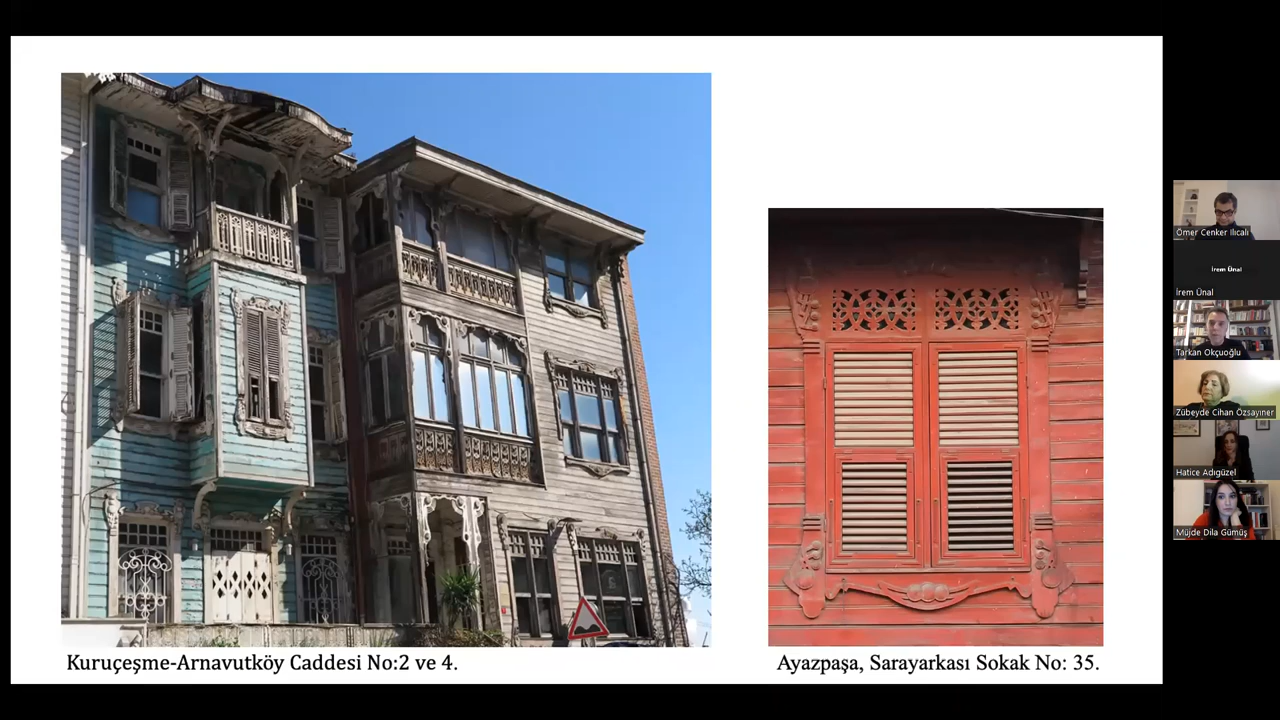 Kuruçeşme-Arnavutköy Caddesi No:2 ve 4.
Ayazpaşa, Sarayarkası Sokak No: 35.
Ömer Cenker Ilıcalı
İrem Ünal
İrem Ünal
Tarkan Okçuoğlu
Zübeyde Cihan Özsayıner
Hatice Adıgüzel
Müjde Dila Gümüş